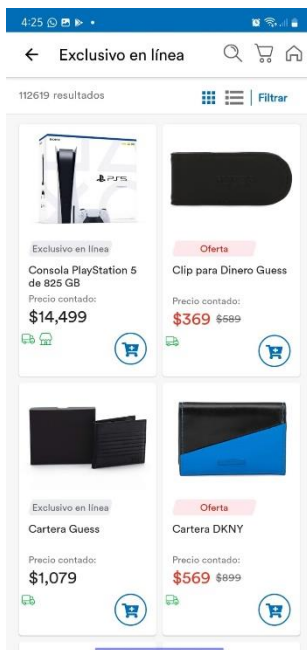 4:25
Exclusivo en línea
112619 resultados
Filtrar
PS5
Exclusivo en línea
Consola PlayStation 5
de 825 GB
Precio contado:
$14,499
Oferta
Clip para Dinero Guess
Precio contado:
$369 $589
Exclusivo en línea
Cartera Guess
Precio contado:
$1,079
Oferta
Cartera DKNY
Precio contado:
$569 $899